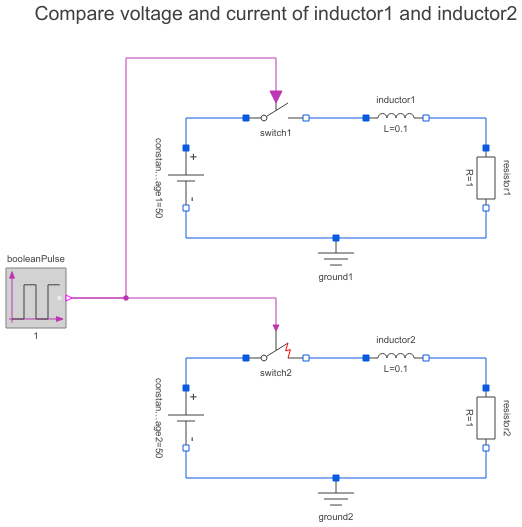 Compare voltage and current of inductor1 and inductor2
inductor1
switch1
L=0.1
+
constan...age1=50
-
R=1
resistor1
ground1
booleanPulse
1
inductor2
switch2
L=0.1
+
constan...age2=50
-
R=1
resistor2
ground2